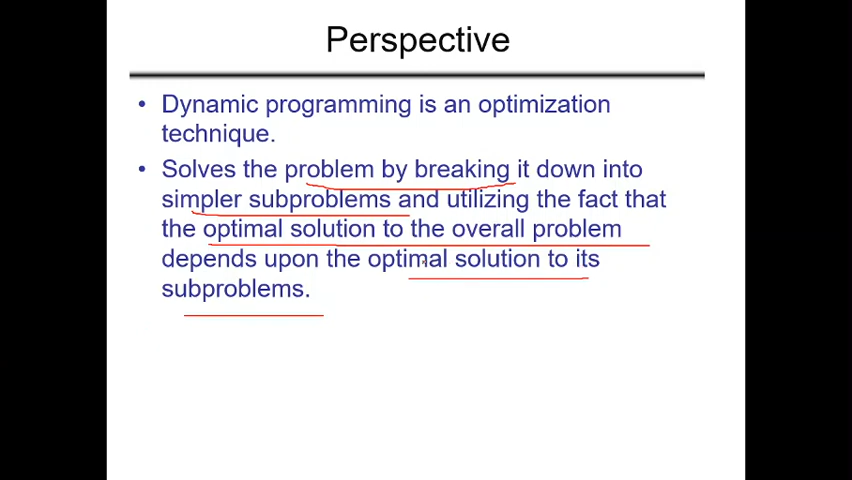 Perspective
• Dynamic programming is an optimization
technique.
• Solves the problem by breaking it down into
simpler subproblems and utilizing the fact that
the optimal solution to the overall problem
depends upon the optimal solution to its
subproblems.